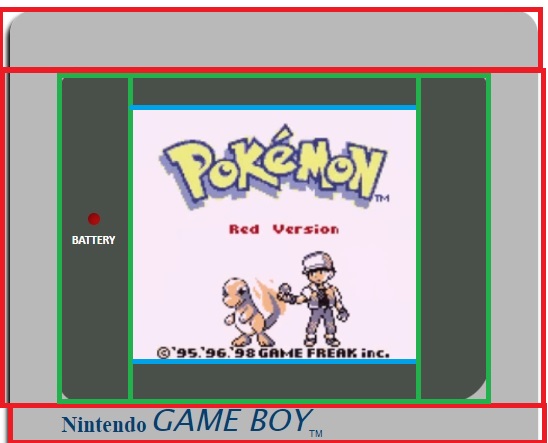 POKéMON
TM
Red Version
BATTERY
©'95.'96.'98 GAME FREAK inc.
Nintendo GAME BOY TM